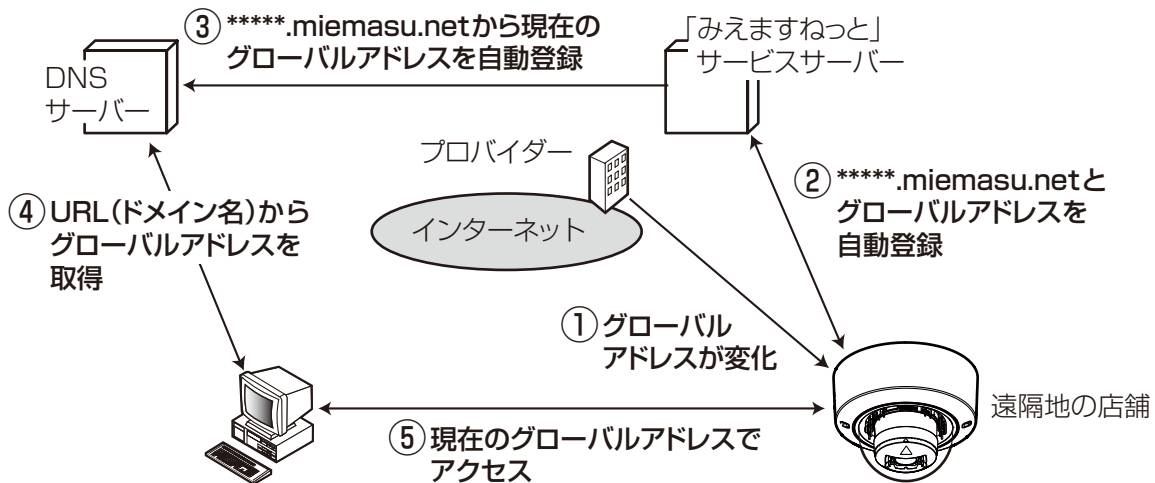 ③*****.miemasu.netから現在の
グローバルアドレスを自動登録
「みえますねっと」
サービスサーバー
DNS
サーバー
プロバイダー
インターネット
②*****.miemasu.netと
グローバルアドレスを
自動登録
④URL(ドメイン名)から
グローバルアドレスを
取得
①グローバル
アドレスが変化
遠隔地の店舗
⑤現在のグローバルアドレスで
アクセス